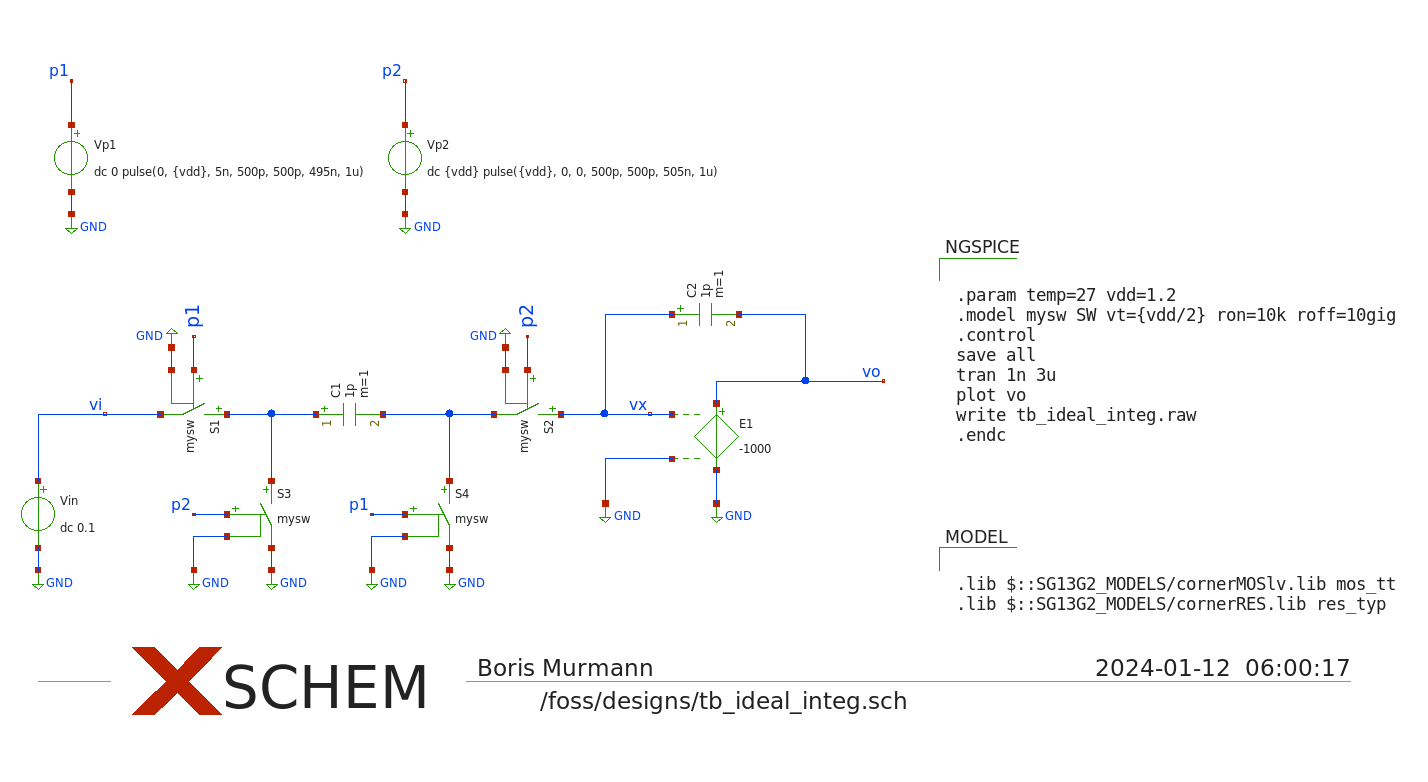 p1
p2
+
Vp1
dc 0 pulse(0, {vdd}, 5n, 500p, 500p, 495n, 1u)
GND
+
Vp2
dc {vdd} pulse({vdd}, 0, 0, 500p, 500p, 505n, 1u)
GND
NGSPICE
.param temp=27 vdd=1.2
.model mysw SW vt={vdd/2} ron=10k roff=10gig
.control
save all
tran 1n 3u
plot vo
write tb_ideal_integ.raw
.endc
C2
1p
m=1
+
1
2
p1
GND
+
p2
GND
+
vo
vi
+
mysw
S1
C1
1p
m=1
+
1
2
+
mysw
S2
vx
+
E1
-1000
GND
GND
+
Vin
dc 0.1
GND
p2
+
+
S3
mysw
GND
GND
p1
+
+
S4
mysw
GND
GND
MODEL
.lib $::SG13G2_MODELS/cornerMOSlv.lib mos_tt
.lib $::SG13G2_MODELS/cornerRES.lib res_typ
XSCHEM
Boris Murmann
2024-01-12 06:00:17
/foss/designs/tb_ideal_integ.sch